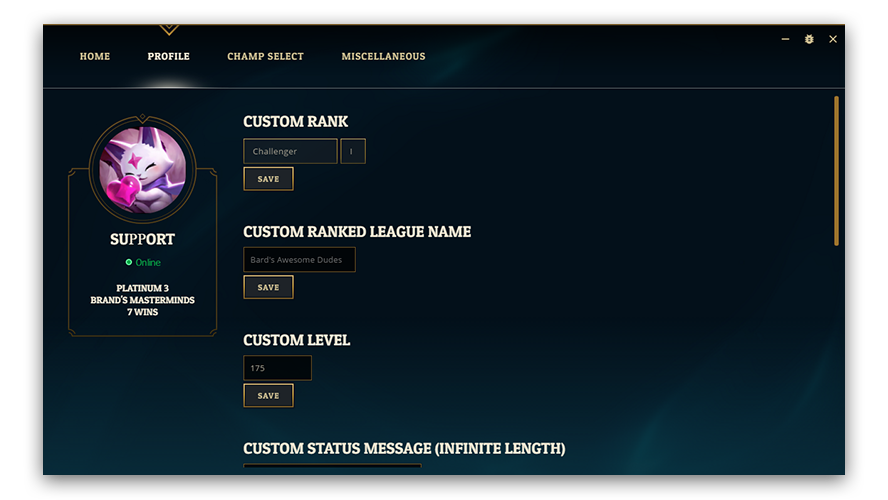 HOME PROFILE CHAMP SELECT MISCELLANEOUS
SUPPORT
Online
PLATINUM 3
BRAND'S MASTERMINDS
7 WINS
CUSTOM RANK
Challenger I
SAVE
CUSTOM RANKED LEAGUE NAME
Bard's Awesome Dudes
SAVE
CUSTOM LEVEL
175
SAVE
CUSTOM STATUS MESSAGE (INFINITE LENGTH)